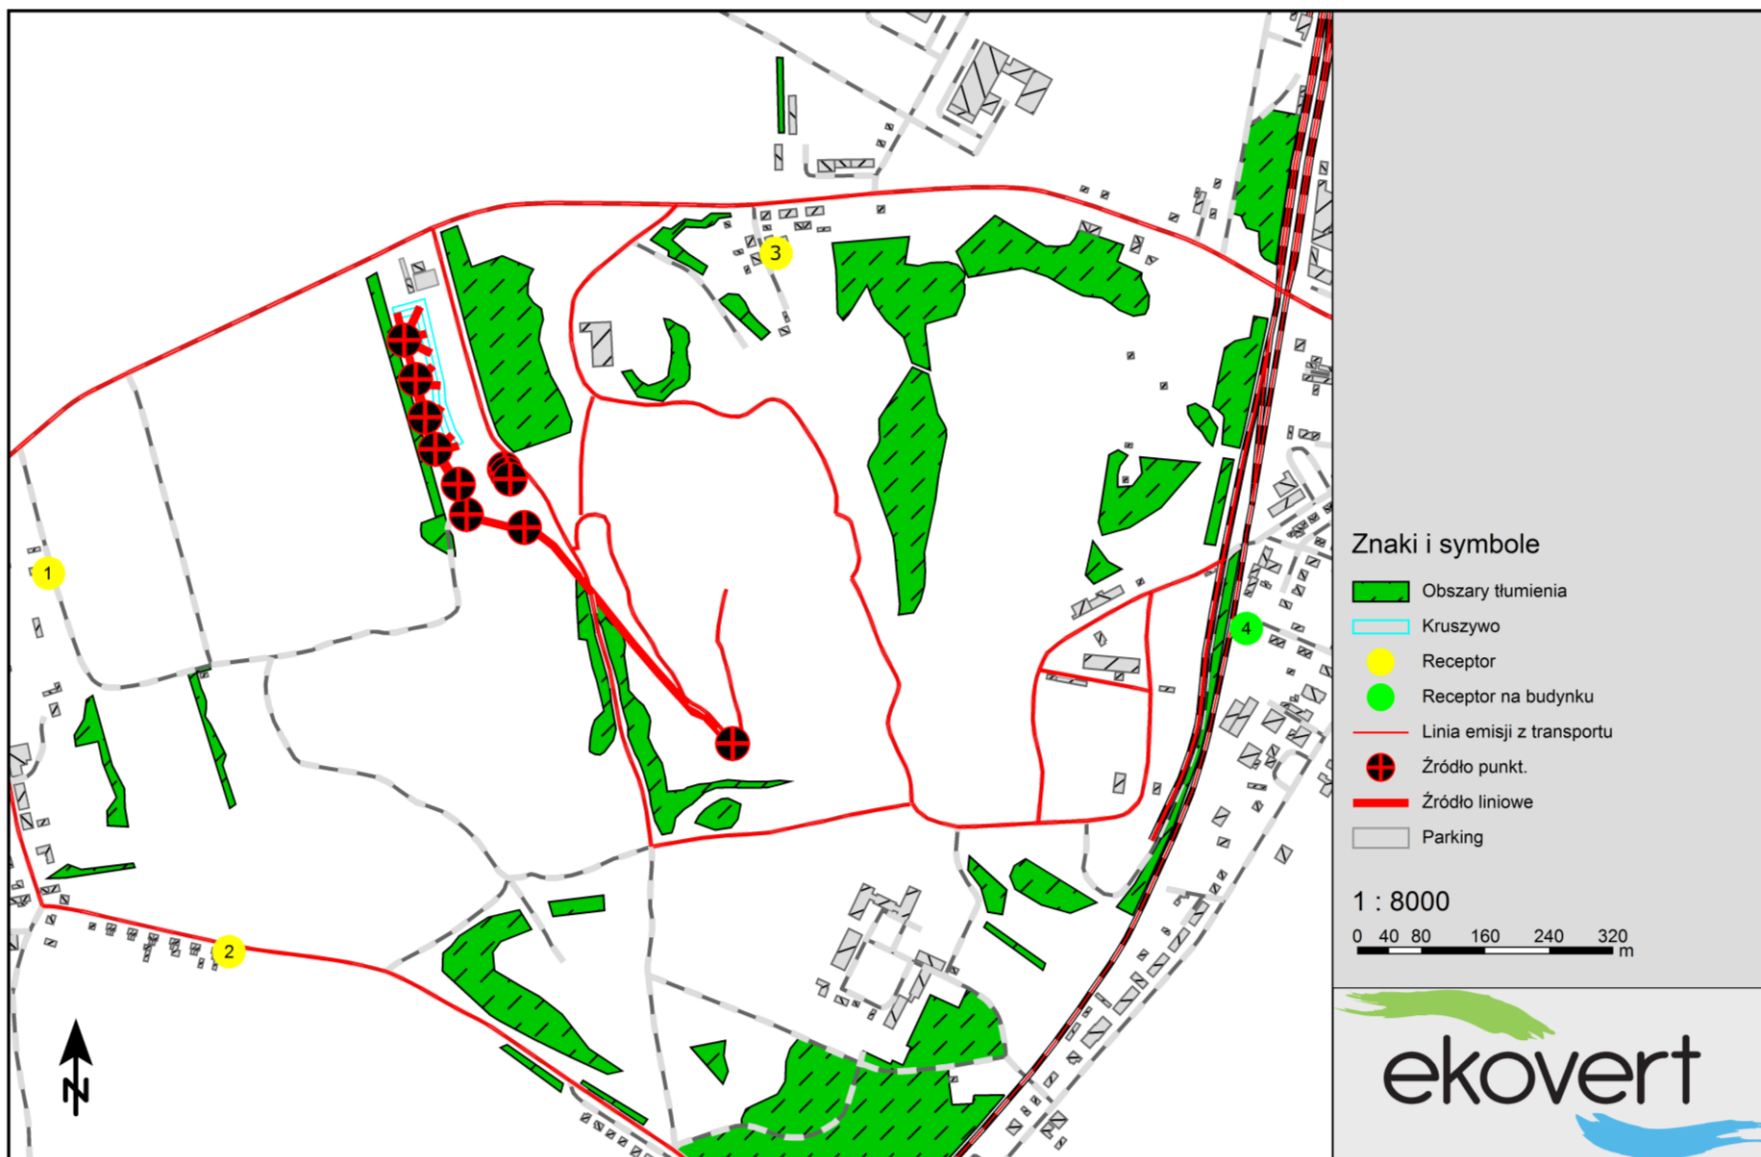 3
1
4
2
N
Znaki i symbole
Obszary tłumienia
Kruszywo
Receptor
Receptor na budynku
Linia emisji z transportu
Źródło punkt.
Źródło liniowe
Parking
1 : 8000
0 40 80 160 240 320
m
ekovert